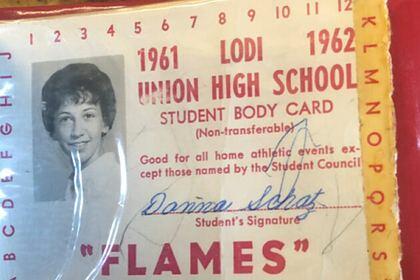 1 2 3 4 5 6 7 8 9 10 11 12
1961 LODI 1962
UNION HIGH SCHOOL
STUDENT BODY CARD
(Non-transferable)
Good for all home athletic events ex-
cept those named by the Student Council
Donna Schatz
Student's Signature
"FLAMES"
A B C D E F G H I J
K L M N O P Q R S